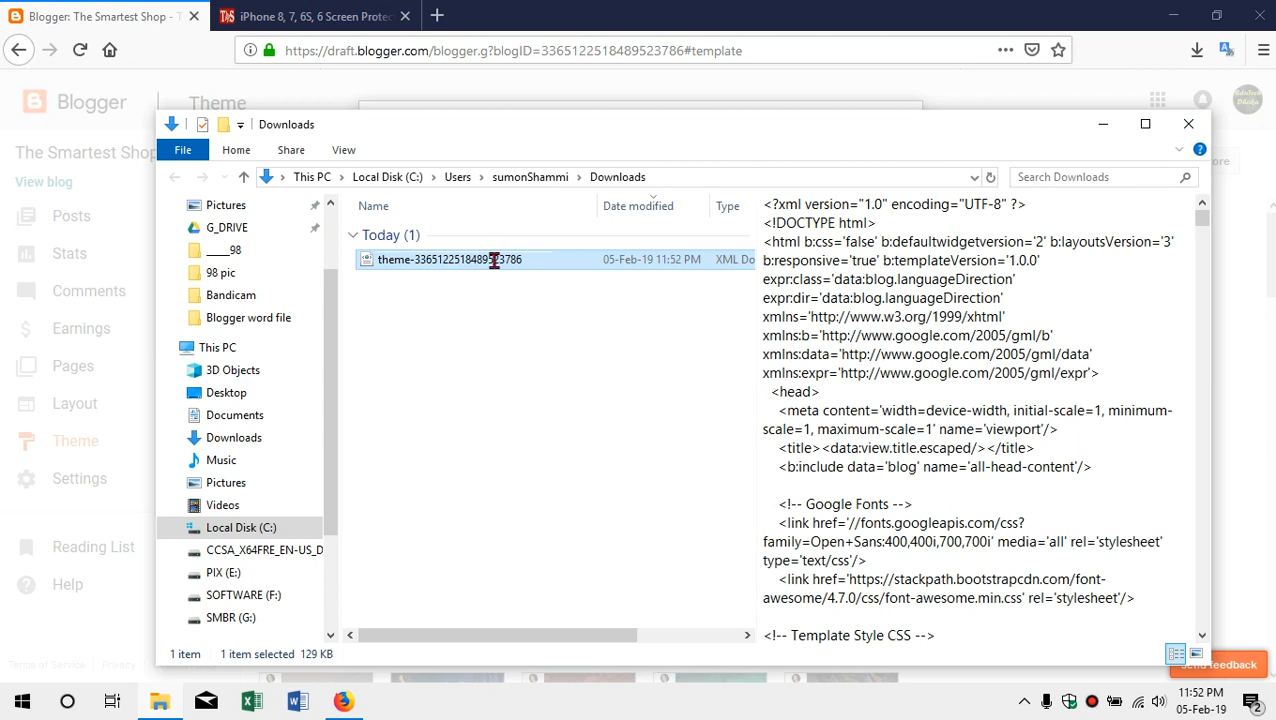 Blogger: The Smartest Shop - T
iPhone 8, 7, 6S, 6 Screen Protec
https://draft.blogger.com/blogger.g?blogID=3365122518489523786#template
Blogger
Theme
The Smartest Shop
View blog
Posts
Stats
Comments
Earnings
Pages
Layout
Theme
Settings
Reading List
Help
Terms of Service
Privacy
Send feedback
Downloads
File
Home
Share
View
This PC
Local Disk (C:)
Users
sumonShammi
Downloads
Search Downloads
Pictures
G_DRIVE
____98
98 pic
Bandicam
Blogger word file
This PC
3D Objects
Desktop
Documents
Downloads
Music
Pictures
Videos
Local Disk (C:)
CCSA_X64FRE_EN-US_D
PIX (E:)
SOFTWARE (F:)
SMBR (G:)
Name
Date modified
Type
Today (1)
theme-3365122518489523786
05-Feb-19 11:52 PM
XML Do
<?xml version="1.0" encoding="UTF-8" ?>
<!DOCTYPE html>
<html b:css='false' b:defaultwidgetversion='2' b:layoutsVersion='3'
b:responsive='true' b:templateVersion='1.0.0'
expr:class='data:blog.languageDirection'
expr:dir='data:blog.languageDirection'
xmlns='http://www.w3.org/1999/xhtml'
xmlns:b='http://www.google.com/2005/gml/b'
xmlns:data='http://www.google.com/2005/gml/data'
xmlns:expr='http://www.google.com/2005/gml/expr'>
<head>
<meta content='width=device-width, initial-scale=1, minimum-
scale=1, maximum-scale=1' name='viewport'/>
<title><data:view.title.escaped/></title>
<b:include data='blog' name='all-head-content'/>
<!-- Google Fonts -->
<link href='//fonts.googleapis.com/css?
family=Open+Sans:400,400i,700,700i' media='all' rel='stylesheet'
type='text/css'/>
<link href='https://stackpath.bootstrapcdn.com/font-
awesome/4.7.0/css/font-awesome.min.css' rel='stylesheet'/>
<!-- Template Style CSS -->
1 item
1 item selected
129 KB
11:52 PM
05-Feb-19
2